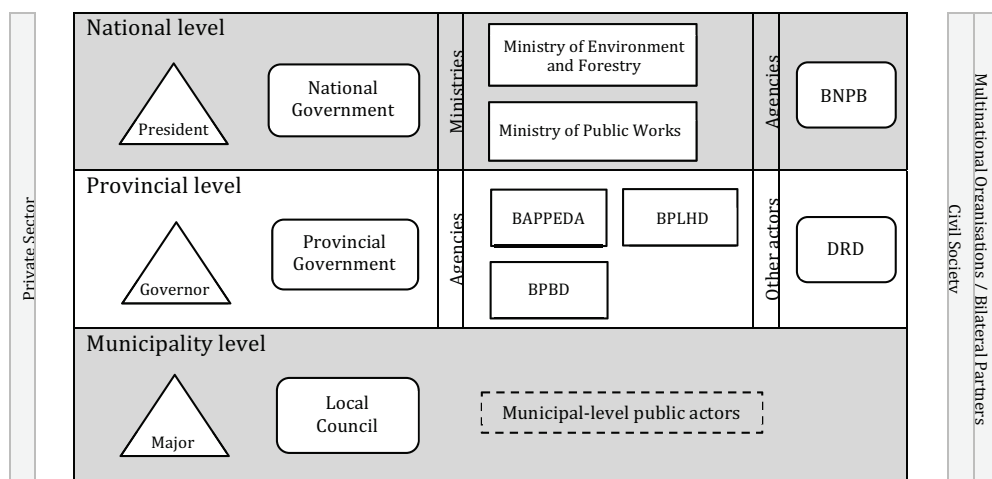 Private Sector
National level
President
National
Government
Ministries
Ministry of Environment
and Forestry
Ministry of Public Works
Agencies
BNPB
Provincial level
Governor
Provincial
Government
Agencies
BAPPEDA
BPLHD
BPBD
Other actors
DRD
Municipality level
Major
Local
Council
Municipal-level public actors
Civil Society
Multinational Organisations / Bilateral Partners